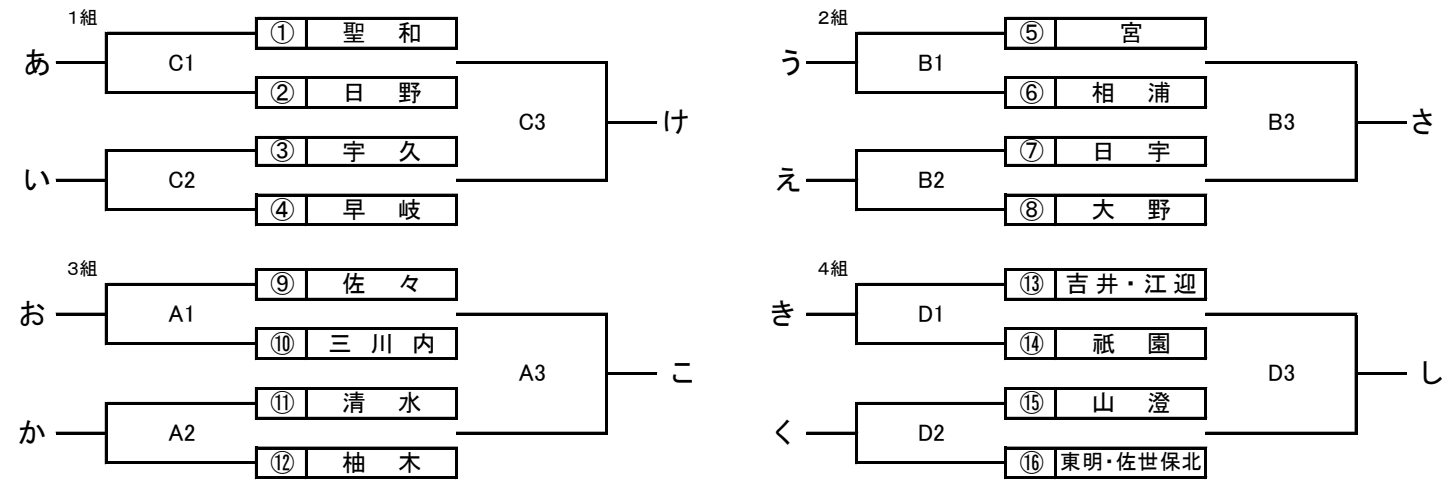 1組
① 聖 和
あ C1
② 日 野
C3 け
③ 宇 久
い C2
④ 早 岐
2組
⑤ 宮
う B1
⑥ 相 浦
B3 さ
⑦ 日 宇
え B2
⑧ 大 野
3組
⑨ 佐 々
お A1
⑩ 三 川 内
A3 こ
⑪ 清 水
か A2
⑫ 柚 木
4組
⑬ 吉井・江迎
き D1
⑭ 祇 園
D3 し
⑮ 山 澄
く D2
⑯ 東明・佐世保北